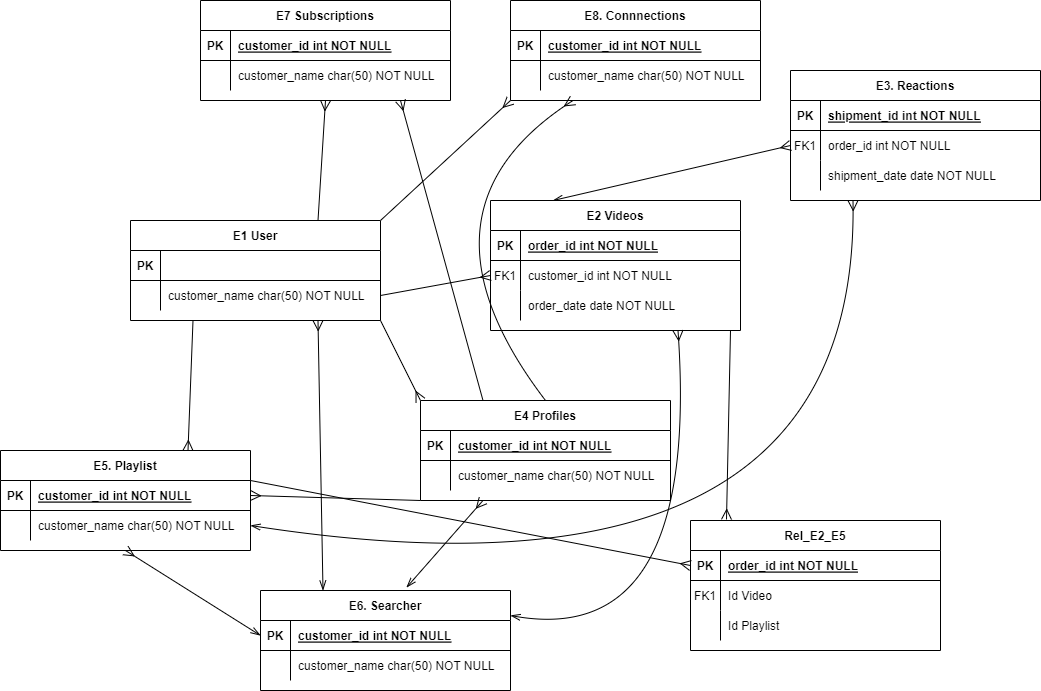 E7 Subscriptions
PK customer_id int NOT NULL
customer_name char(50) NOT NULL
E8. Connnections
PK customer_id int NOT NULL
customer_name char(50) NOT NULL
E3. Reactions
PK shipment_id int NOT NULL
FK1 order_id int NOT NULL
shipment_date date NOT NULL
E1 User
PK
customer_name char(50) NOT NULL
E2 Videos
PK order_id int NOT NULL
FK1 customer_id int NOT NULL
order_date date NOT NULL
E4 Profiles
PK customer_id int NOT NULL
customer_name char(50) NOT NULL
E5. Playlist
PK customer_id int NOT NULL
customer_name char(50) NOT NULL
Rel_E2_E5
PK order_id int NOT NULL
FK1 Id Video
Id Playlist
E6. Searcher
PK customer_id int NOT NULL
customer_name char(50) NOT NULL